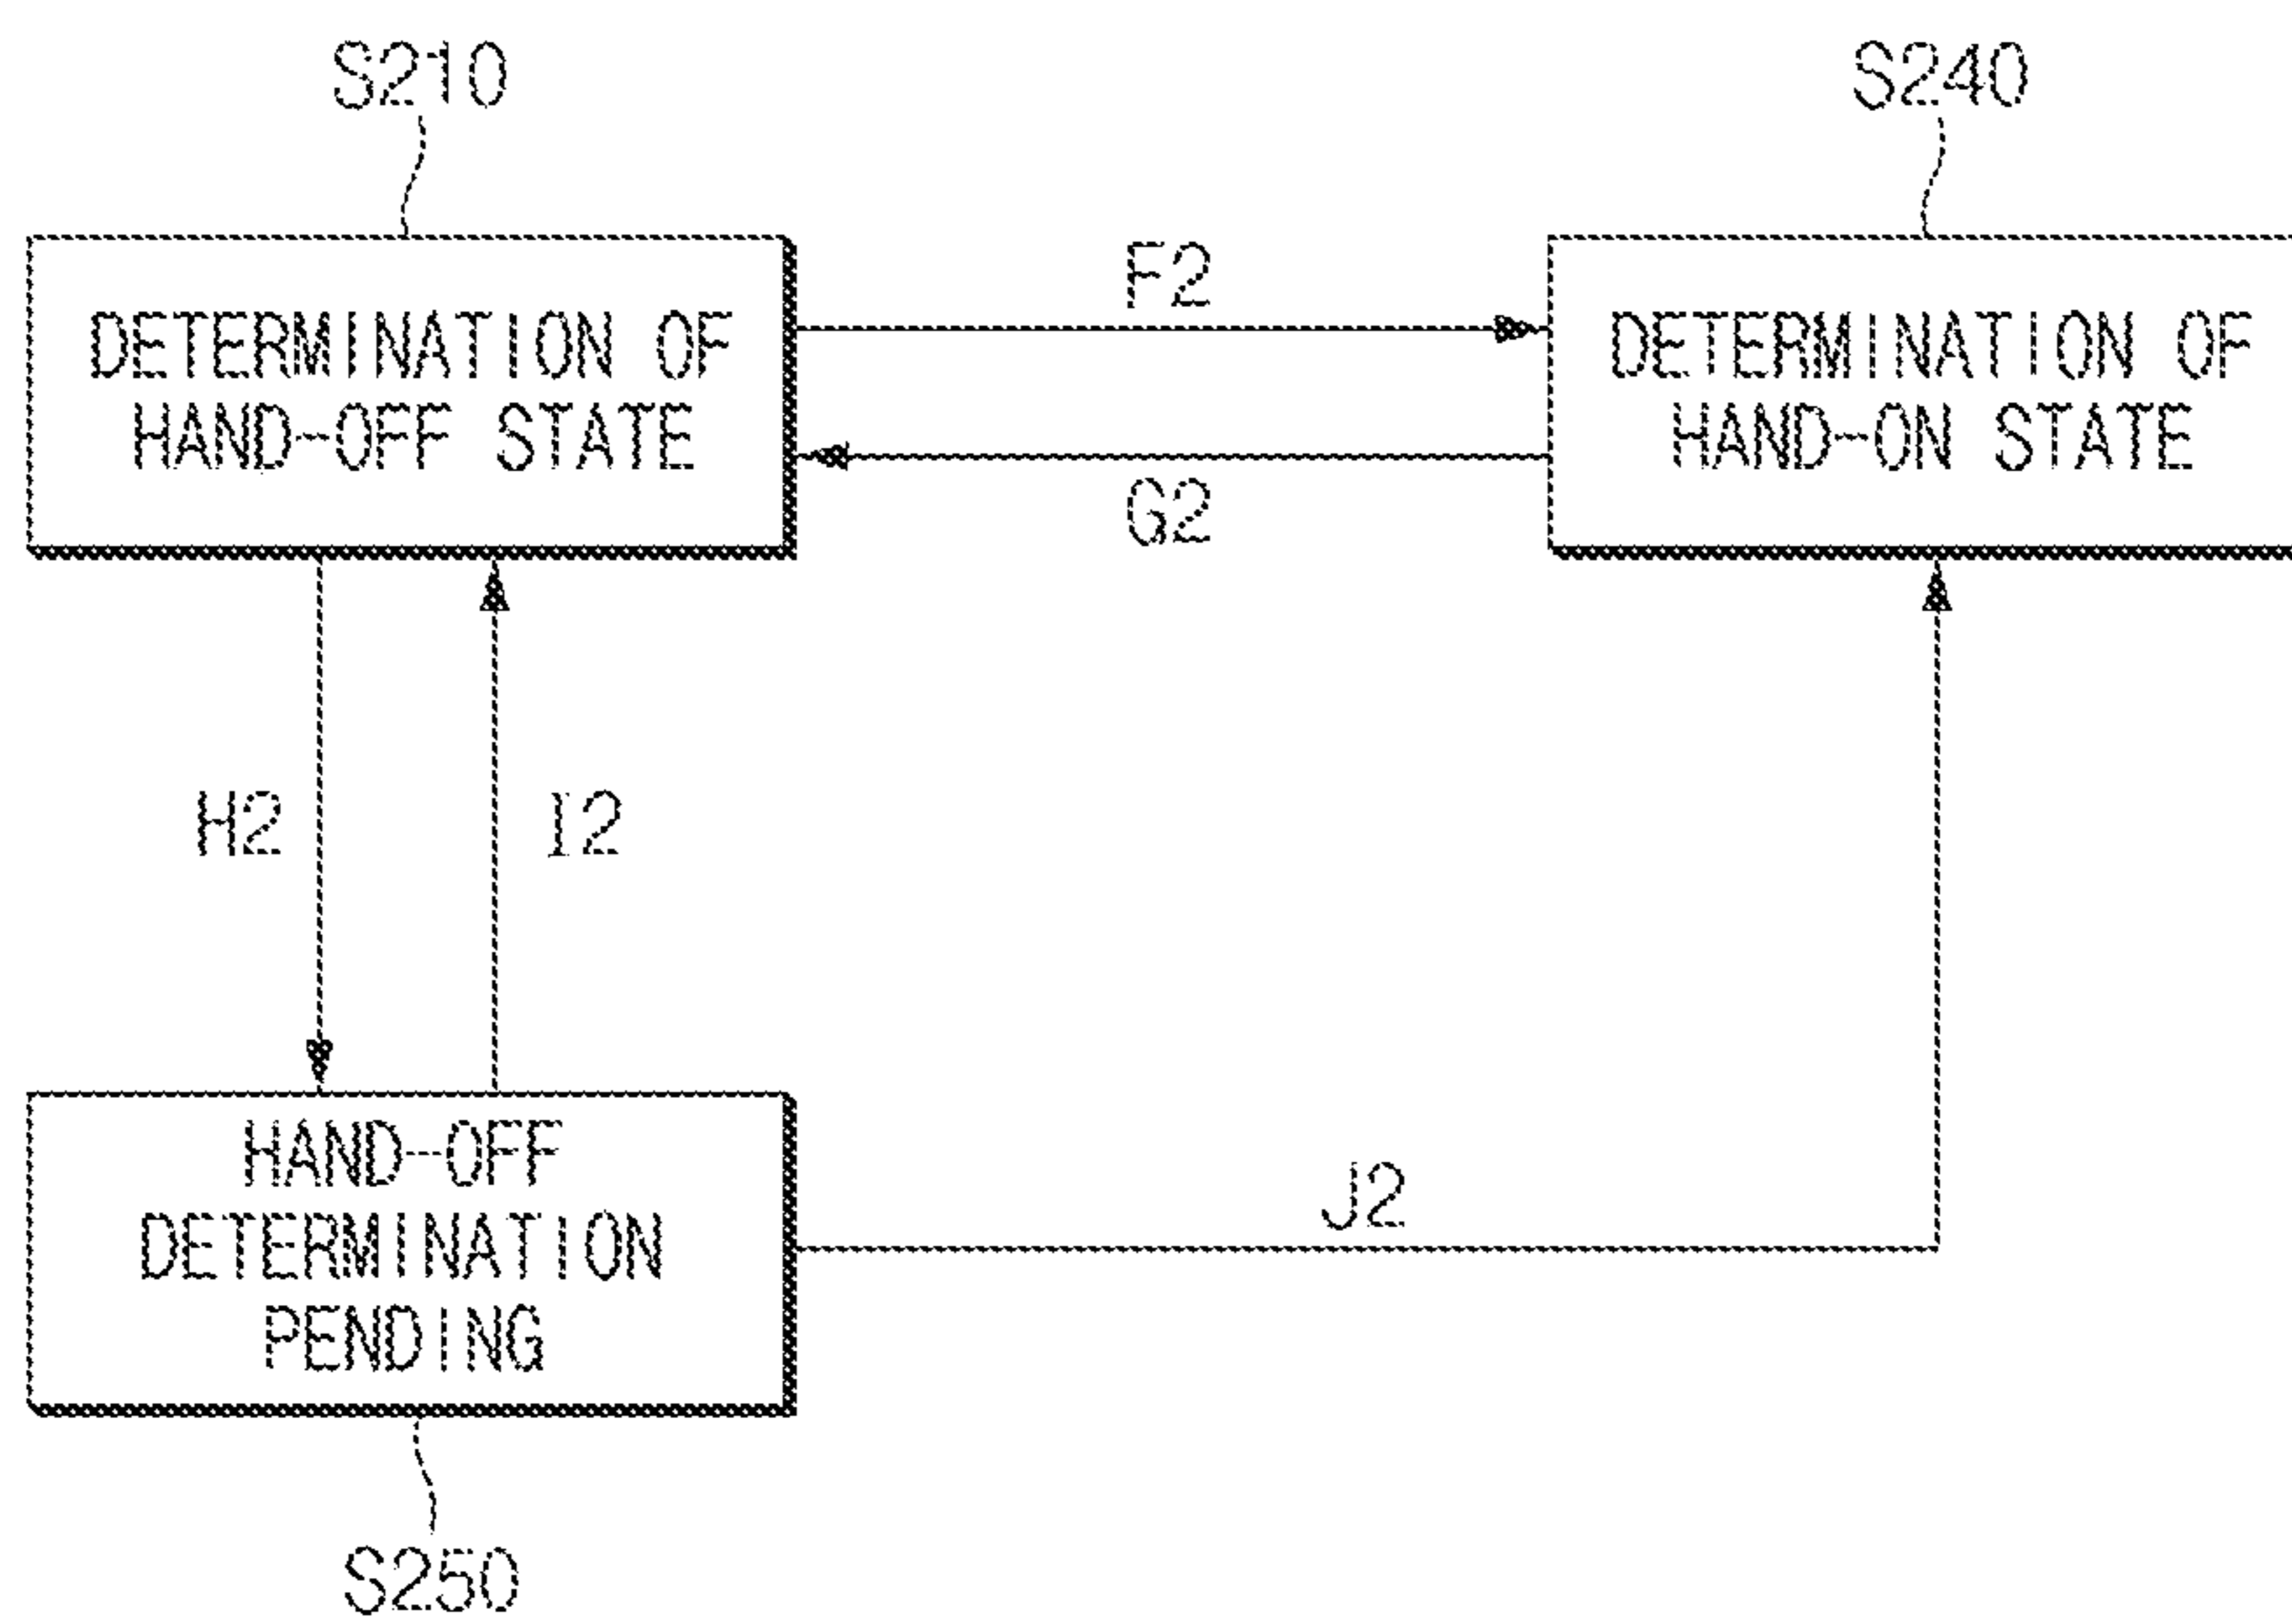 S210
S240
DETERMINATION OF
HAND-OFF STATE
F2
G2
DETERMINATION OF
HAND-ON STATE
H2
I2
HAND-OFF
DETERMINATION
PENDING
J2
S250